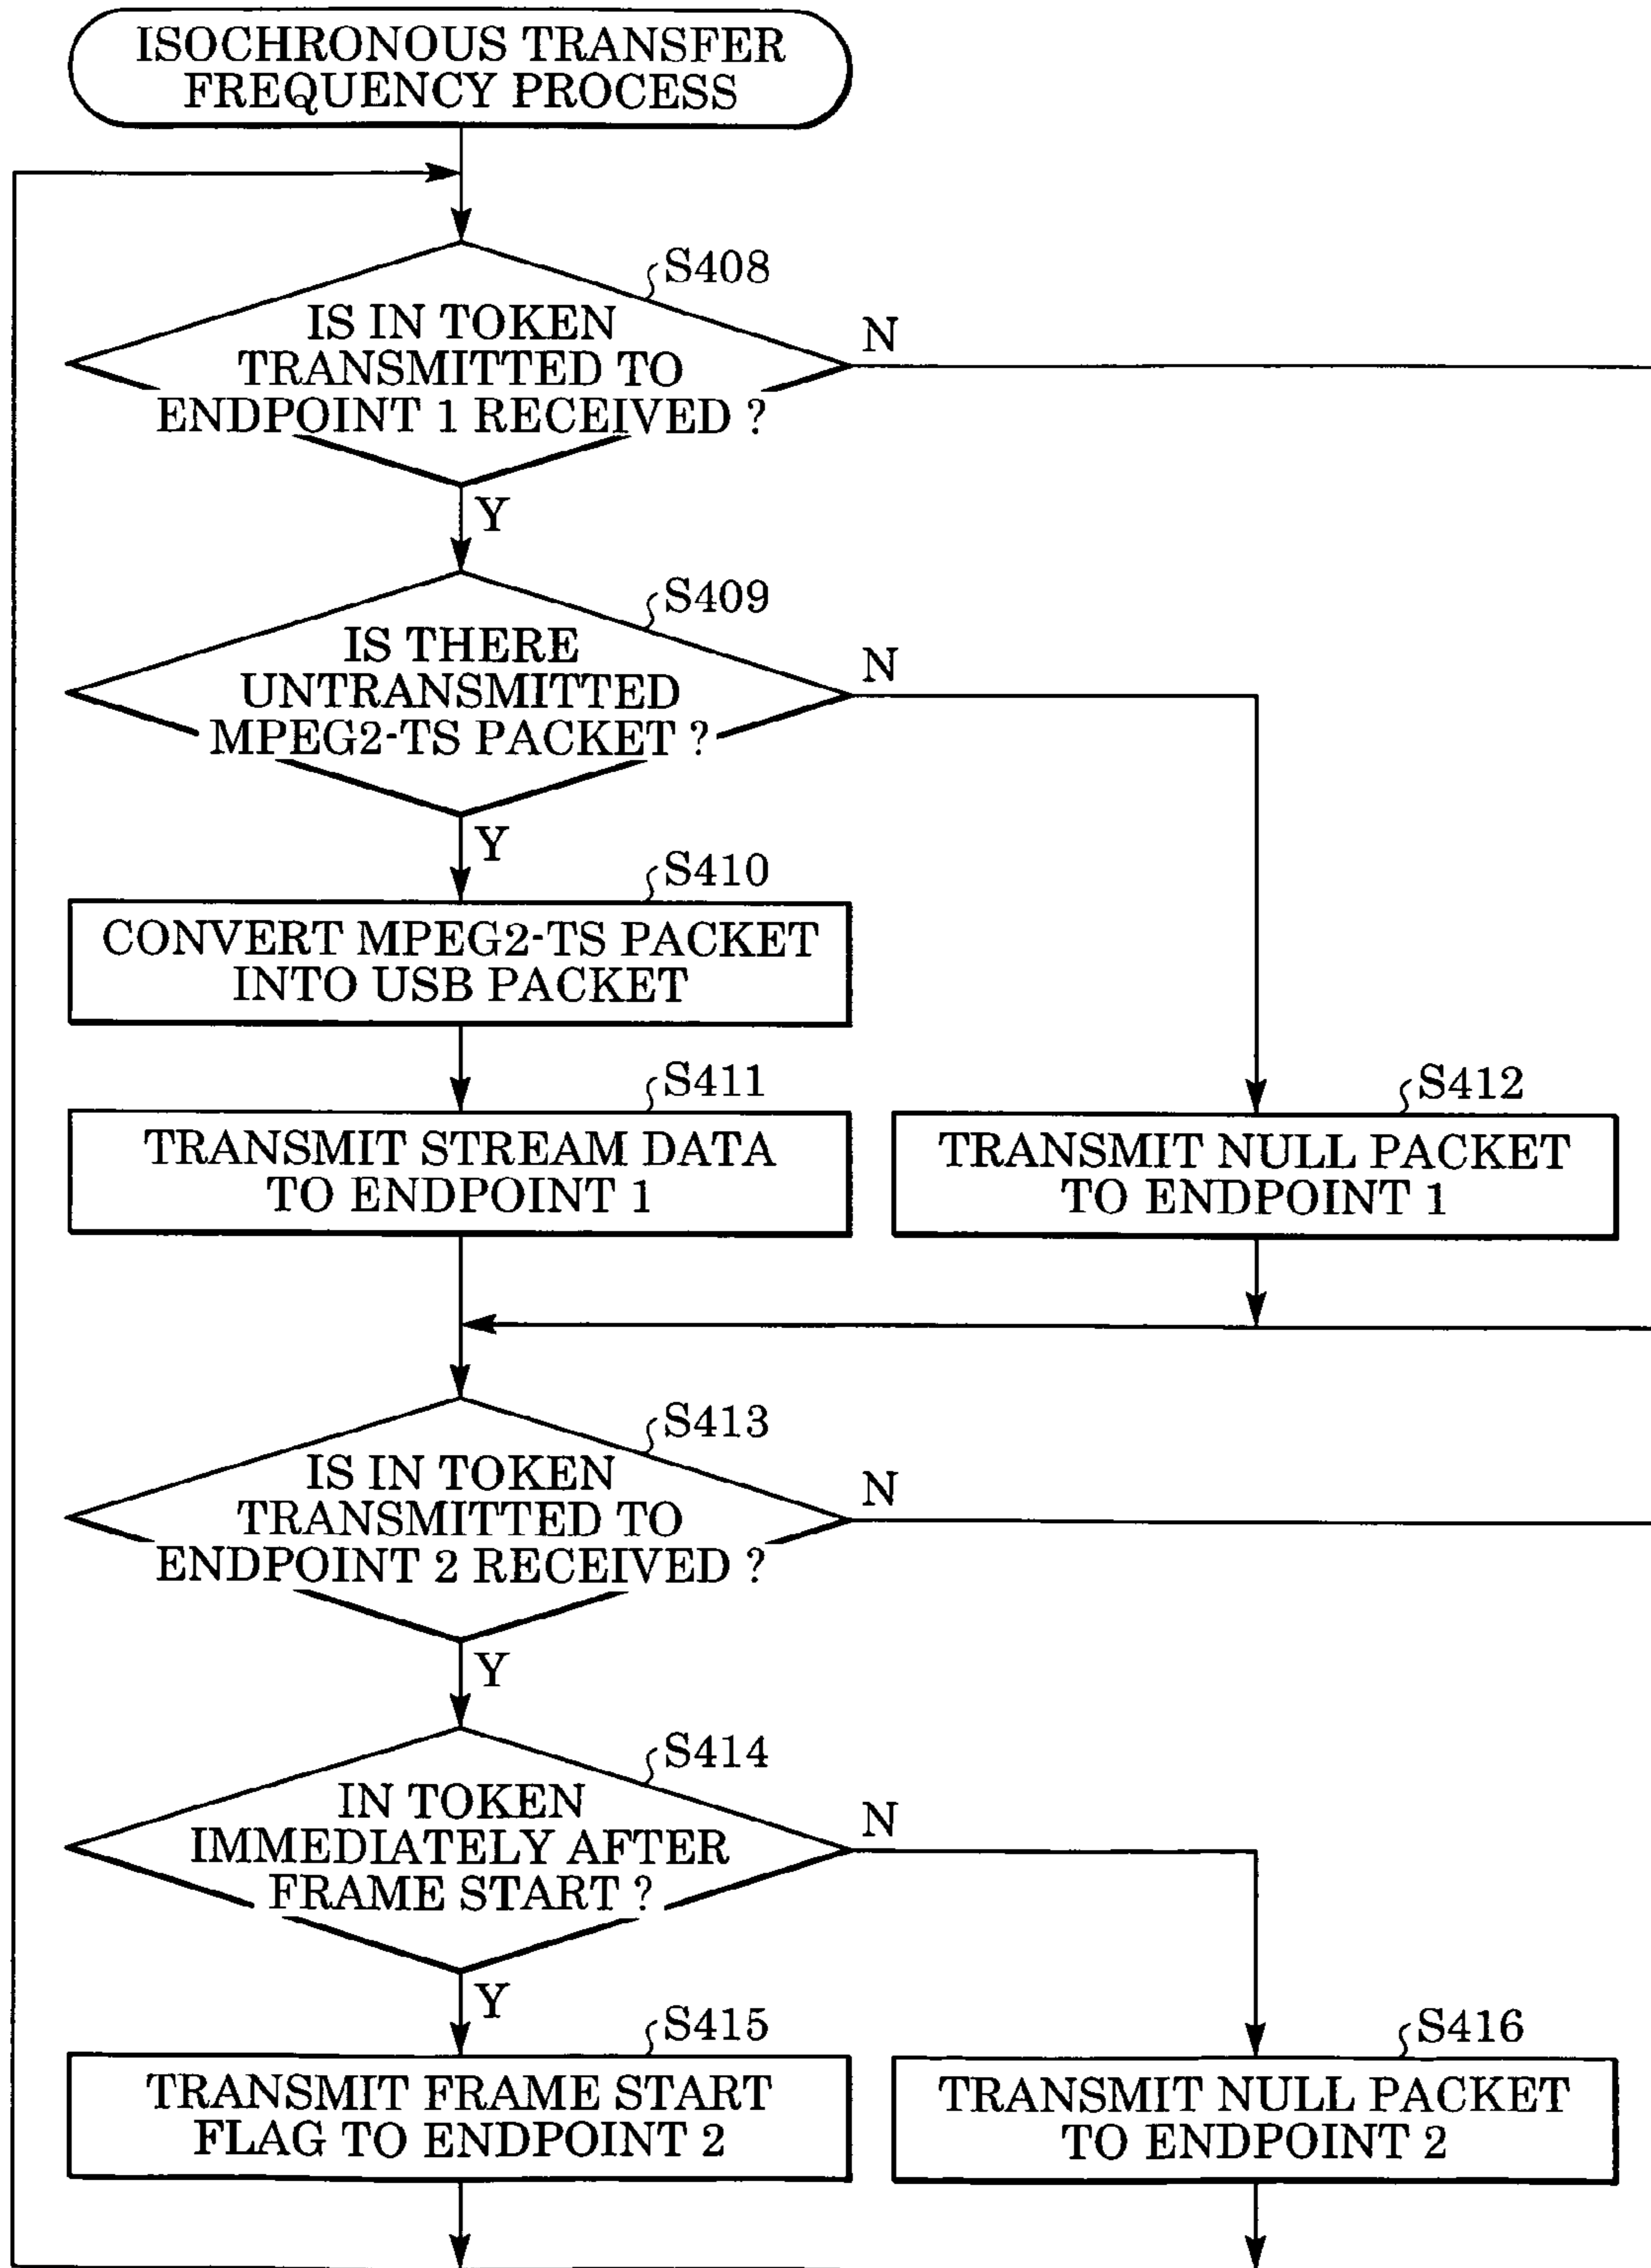 ISOCHRONOUS TRANSFER
FREQUENCY PROCESS
S408
IS IN TOKEN
TRANSMITTED TO
ENDPOINT 1 RECEIVED ?
N
Y
S409
IS THERE
UNTRANSMITTED
MPEG2-TS PACKET ?
N
Y
S410
CONVERT MPEG2-TS PACKET
INTO USB PACKET
S411
TRANSMIT STREAM DATA
TO ENDPOINT 1
S412
TRANSMIT NULL PACKET
TO ENDPOINT 1
S413
IS IN TOKEN
TRANSMITTED TO
ENDPOINT 2 RECEIVED ?
N
Y
S414
IN TOKEN
IMMEDIATELY AFTER
FRAME START ?
N
Y
S415
TRANSMIT FRAME START
FLAG TO ENDPOINT 2
S416
TRANSMIT NULL PACKET
TO ENDPOINT 2